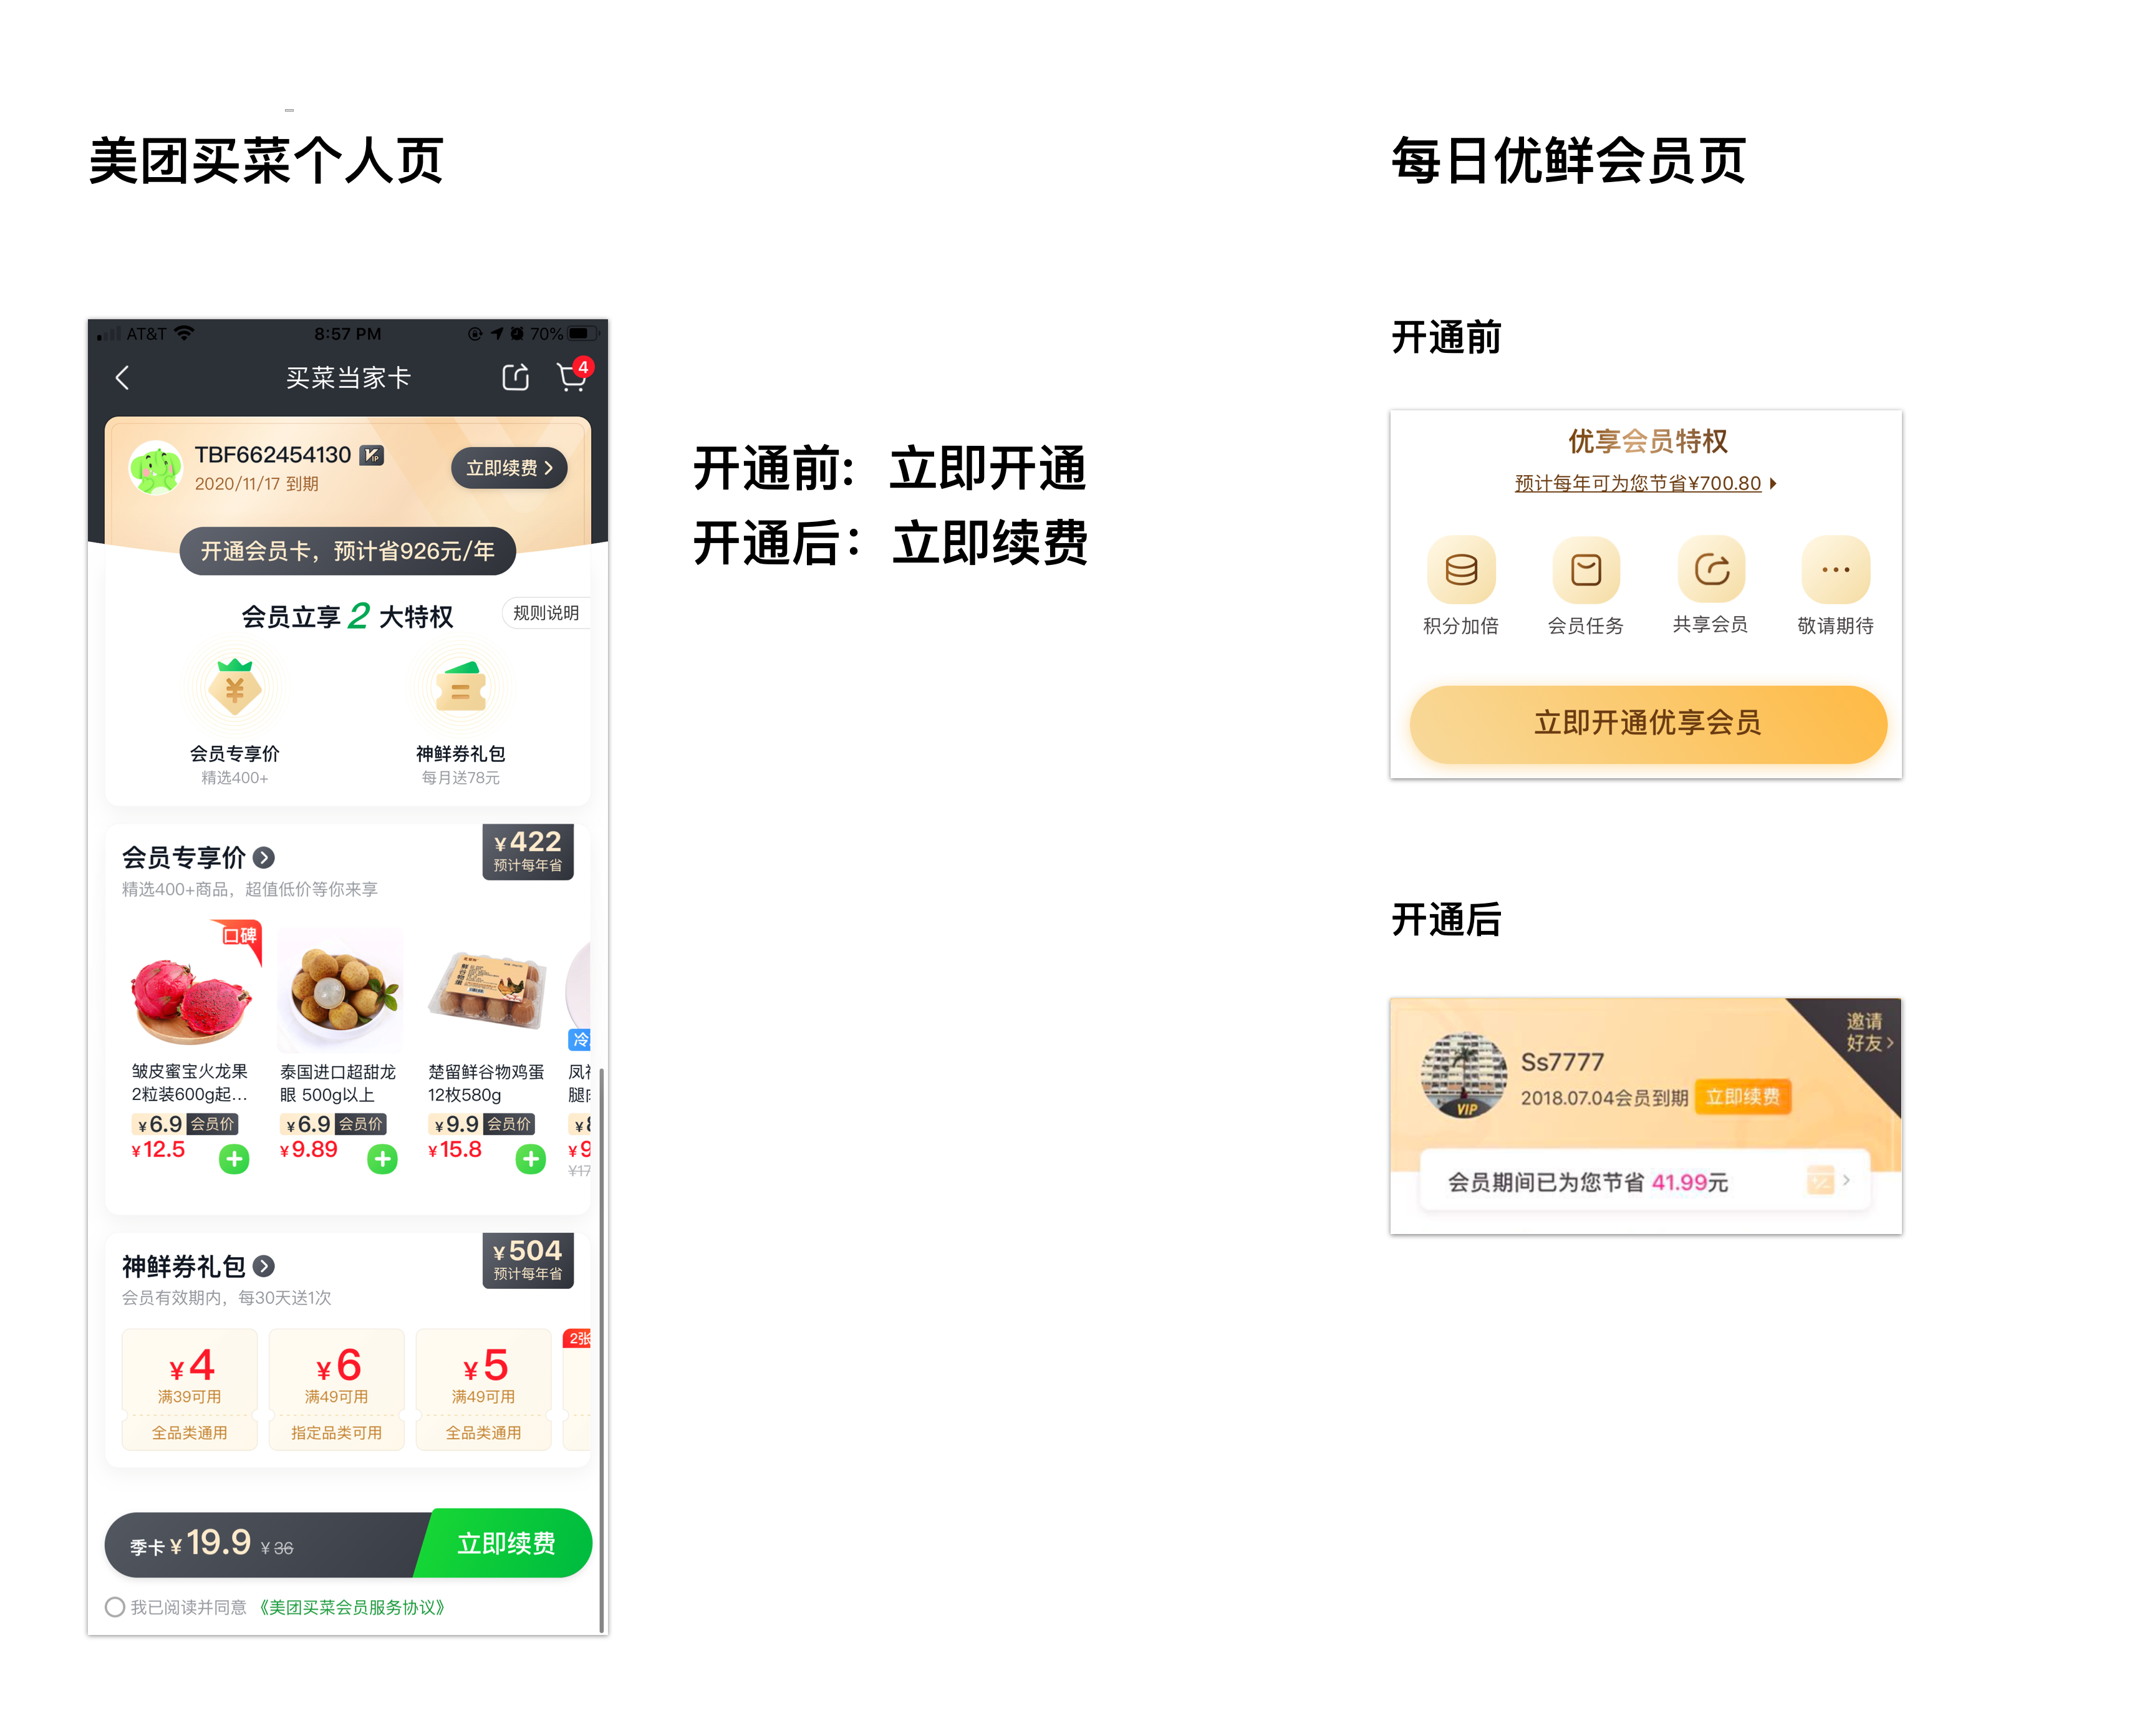 美团买菜个人页
AT&T
8:57 PM
70%
买菜当家卡
4
TBF662454130
VIP
2020/11/17 到期
立即续费
开通会员卡，预计省926元/年
会员立享 2 大特权
规则说明
会员专享价
精选400+
神鲜券礼包
每月送78元
会员专享价
¥422
预计每年省
精选400+商品，超值低价等你来享
口碑
冷
皱皮蜜宝火龙果
2粒装600g起...
¥6.9 会员价
¥12.5
泰国进口超甜龙
眼 500g以上
¥6.9 会员价
¥9.89
楚留鲜谷物鸡蛋
12枚580g
¥9.9 会员价
¥15.8
凤
腿
¥9
¥17
神鲜券礼包
¥504
预计每年省
会员有效期内，每30天送1次
¥4
满39可用
全品类通用
¥6
满49可用
指定品类可用
¥5
满49可用
全品类通用
2张
季卡¥19.9 ¥36
立即续费
我已阅读并同意 《美团买菜会员服务协议》
开通前：立即开通
开通后：立即续费
每日优鲜会员页
开通前
优享会员特权
预计每年可为您节省¥700.80
积分加倍
会员任务
共享会员
敬请期待
立即开通优享会员
开通后
邀请
好友
Ss7777
VIP
2018.07.04会员到期 立即续费
会员期间已为您节省 41.99元